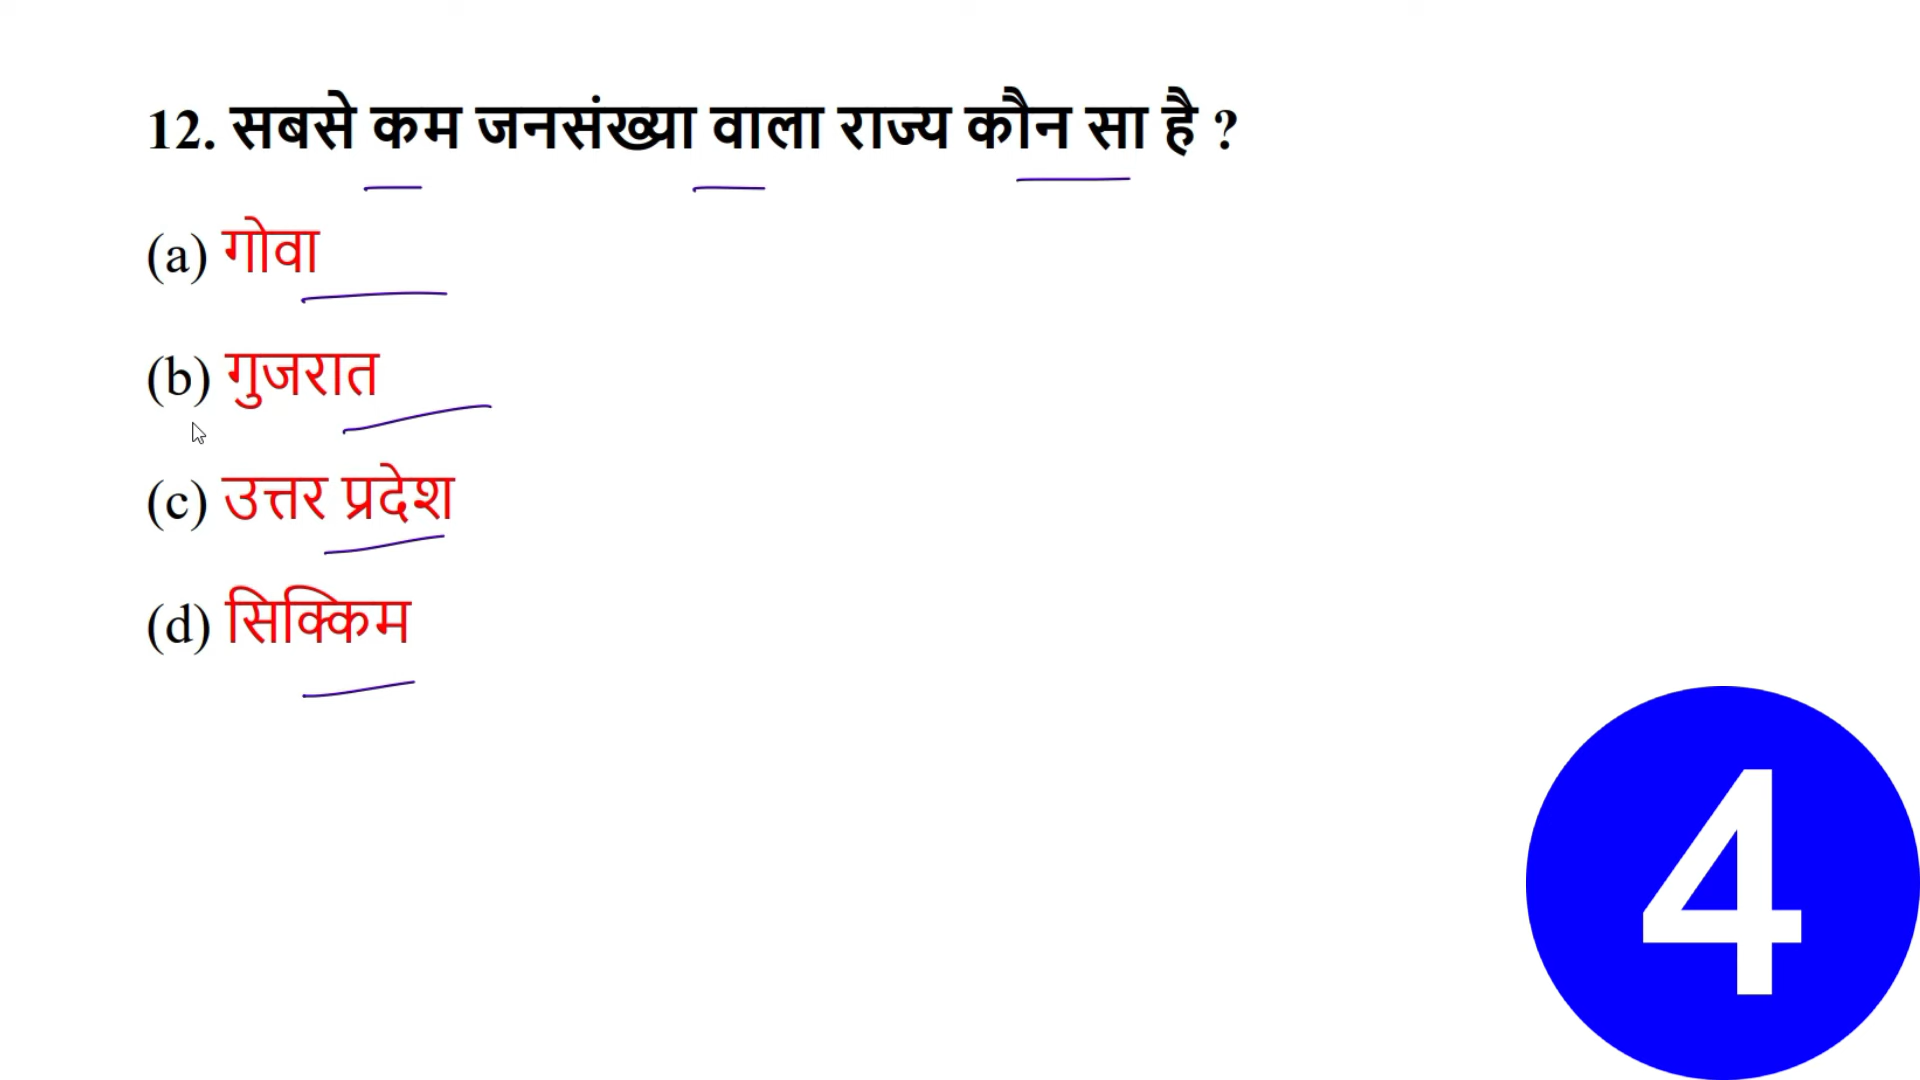 12. सबसे कम जनसंख्या वाला राज्य कौन सा है ?
(a) गोवा
(b) गुजरात
(c) उत्तर प्रदेश
(d) सिक्किम
4